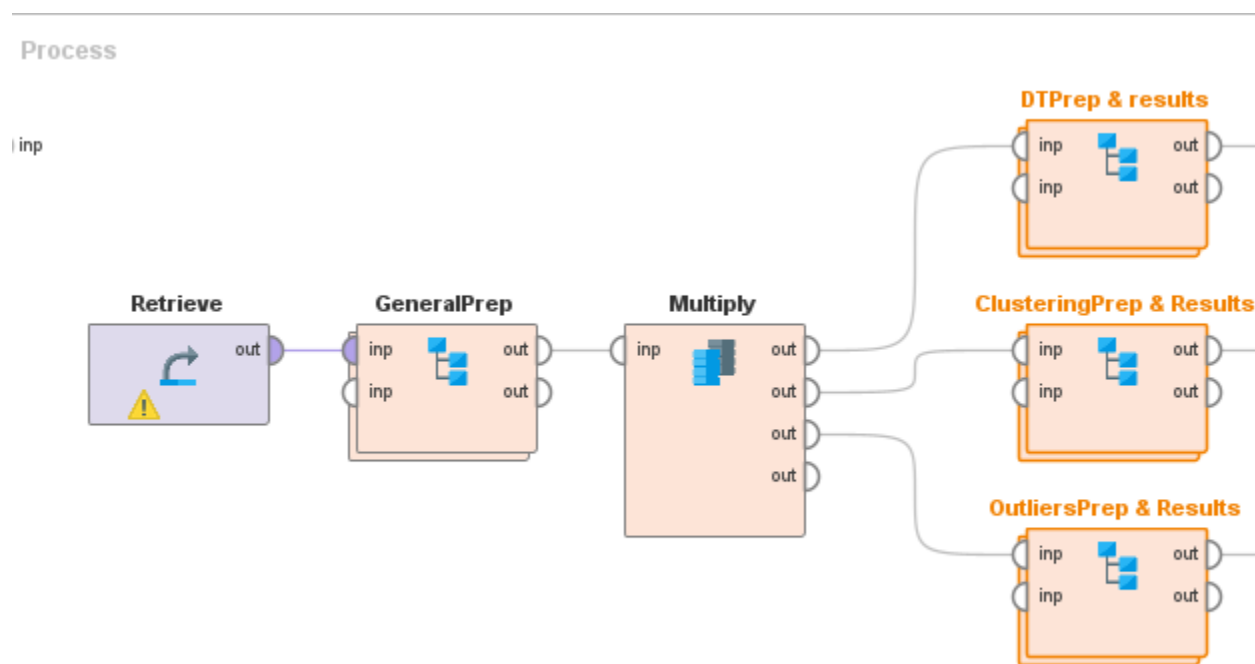 Process
DTPrep & results
inp
inp out
inp out
Retrieve
GeneralPrep
Multiply
ClusteringPrep & Results
out
inp out
inp out
inp out
out
out
out
inp out
inp out
OutliersPrep & Results
inp out
inp out